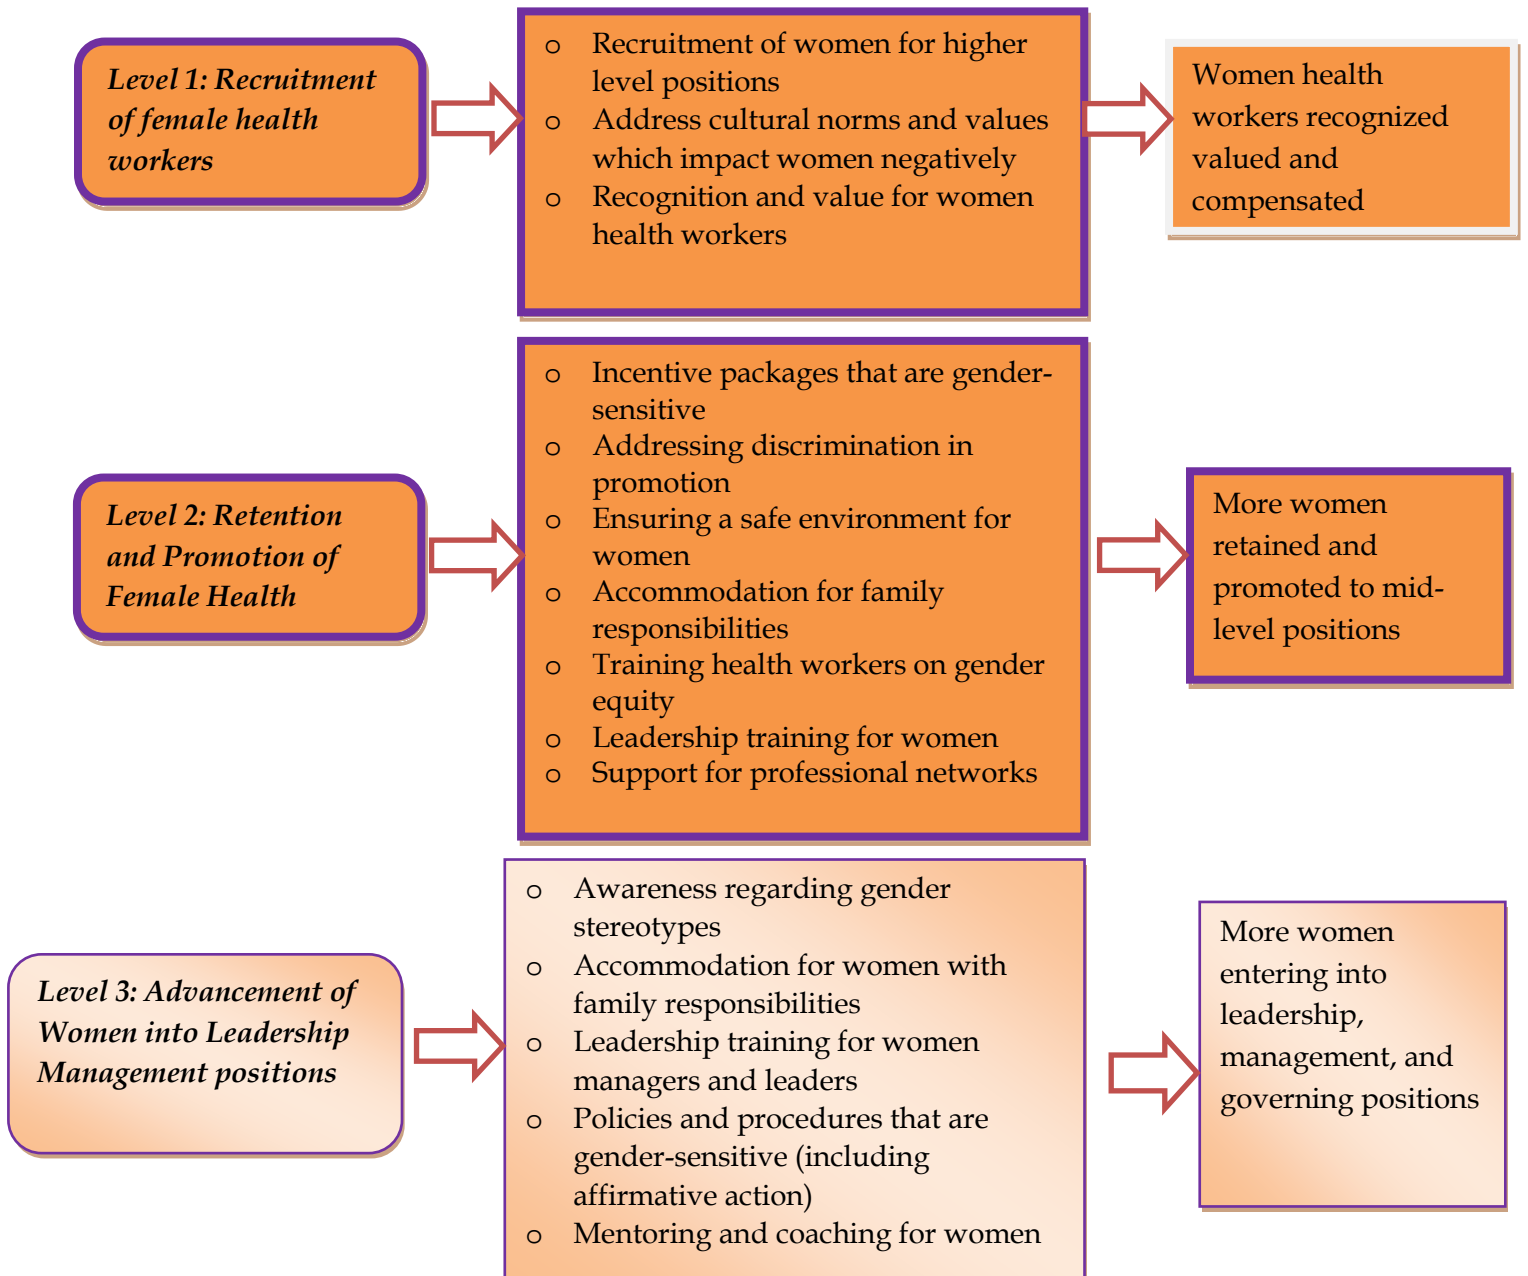 Level 1: Recruitment
of female health
workers
o Recruitment of women for higher
level positions
o Address cultural norms and values
which impact women negatively
o Recognition and value for women
health workers
Women health
workers recognized
valued and
compensated
Level 2: Retention
and Promotion of
Female Health
o Incentive packages that are gender-
sensitive
o Addressing discrimination in
promotion
o Ensuring a safe environment for
women
o Accommodation for family
responsibilities
o Training health workers on gender
equity
o Leadership training for women
o Support for professional networks
More women
retained and
promoted to mid-
level positions
Level 3: Advancement of
Women into Leadership
Management positions
o Awareness regarding gender
stereotypes
o Accommodation for women with
family responsibilities
o Leadership training for women
managers and leaders
o Policies and procedures that are
gender-sensitive (including
affirmative action)
o Mentoring and coaching for women
More women
entering into
leadership,
management, and
governing positions